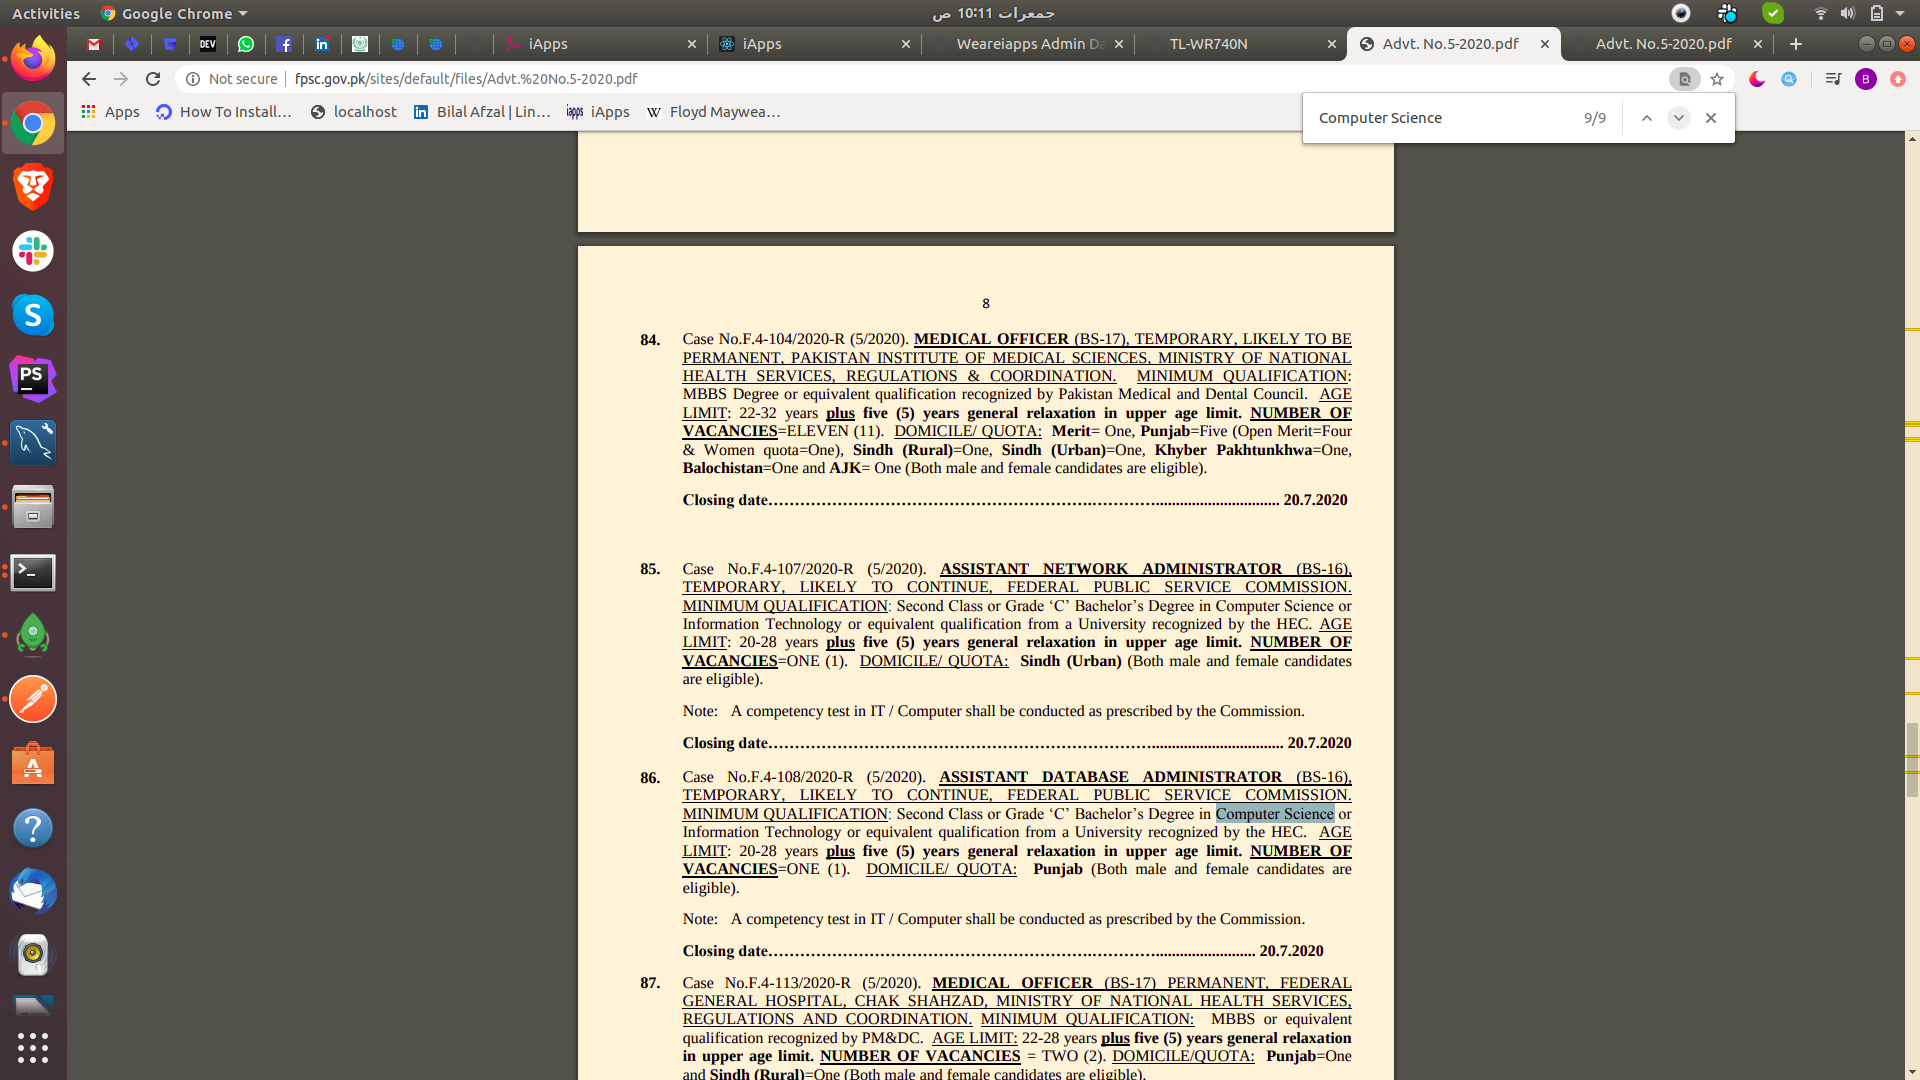 Activities
Google Chrome
جمعرات 10:11 ص
iApps
iApps
Weareiapps Admin Da
TL-WR740N
Advt. No.5-2020.pdf
Advt. No.5-2020.pdf
Not secure
fpsc.gov.pk/sites/default/files/Advt.%20No.5-2020.pdf
B
Apps
How To Install...
localhost
Bilal Afzal | Lin...
iApps
Floyd Maywea...
Computer Science
9/9
8
84. Case No.F.4-104/2020-R (5/2020). MEDICAL OFFICER (BS-17), TEMPORARY, LIKELY TO BE
PERMANENT, PAKISTAN INSTITUTE OF MEDICAL SCIENCES, MINISTRY OF NATIONAL
HEALTH SERVICES, REGULATIONS & COORDINATION. MINIMUM QUALIFICATION:
MBBS Degree or equivalent qualification recognized by Pakistan Medical and Dental Council. AGE
LIMIT: 22-32 years plus five (5) years general relaxation in upper age limit. NUMBER OF
VACANCIES=ELEVEN (11). DOMICILE/ QUOTA: Merit= One, Punjab=Five (Open Merit=Four
& Women quota=One), Sindh (Rural)=One, Sindh (Urban)=One, Khyber Pakhtunkhwa=One,
Balochistan=One and AJK= One (Both male and female candidates are eligible).
Closing date……………………………………………………............................... 20.7.2020
85. Case No.F.4-107/2020-R (5/2020). ASSISTANT NETWORK ADMINISTRATOR (BS-16),
TEMPORARY, LIKELY TO CONTINUE, FEDERAL PUBLIC SERVICE COMMISSION.
MINIMUM QUALIFICATION: Second Class or Grade ‘C’ Bachelor’s Degree in Computer Science or
Information Technology or equivalent qualification from a University recognized by the HEC. AGE
LIMIT: 20-28 years plus five (5) years general relaxation in upper age limit. NUMBER OF
VACANCIES=ONE (1). DOMICILE/ QUOTA: Sindh (Urban) (Both male and female candidates
are eligible).
Note: A competency test in IT / Computer shall be conducted as prescribed by the Commission.
Closing date……………………………………………………................................. 20.7.2020
86. Case No.F.4-108/2020-R (5/2020). ASSISTANT DATABASE ADMINISTRATOR (BS-16),
TEMPORARY, LIKELY TO CONTINUE, FEDERAL PUBLIC SERVICE COMMISSION.
MINIMUM QUALIFICATION: Second Class or Grade ‘C’ Bachelor’s Degree in Computer Science or
Information Technology or equivalent qualification from a University recognized by the HEC. AGE
LIMIT: 20-28 years plus five (5) years general relaxation in upper age limit. NUMBER OF
VACANCIES=ONE (1). DOMICILE/ QUOTA: Punjab (Both male and female candidates are
eligible).
Note: A competency test in IT / Computer shall be conducted as prescribed by the Commission.
Closing date……………………………………………………......................... 20.7.2020
87. Case No.F.4-113/2020-R (5/2020). MEDICAL OFFICER (BS-17) PERMANENT, FEDERAL
GENERAL HOSPITAL, CHAK SHAHZAD, MINISTRY OF NATIONAL HEALTH SERVICES,
REGULATIONS AND COORDINATION. MINIMUM QUALIFICATION: MBBS or equivalent
qualification recognized by PM&DC. AGE LIMIT: 22-28 years plus five (5) years general relaxation
in upper age limit. NUMBER OF VACANCIES = TWO (2). DOMICILE/QUOTA: Punjab=One
and Sindh (Rural)=One (Both male and female candidates are eligible).